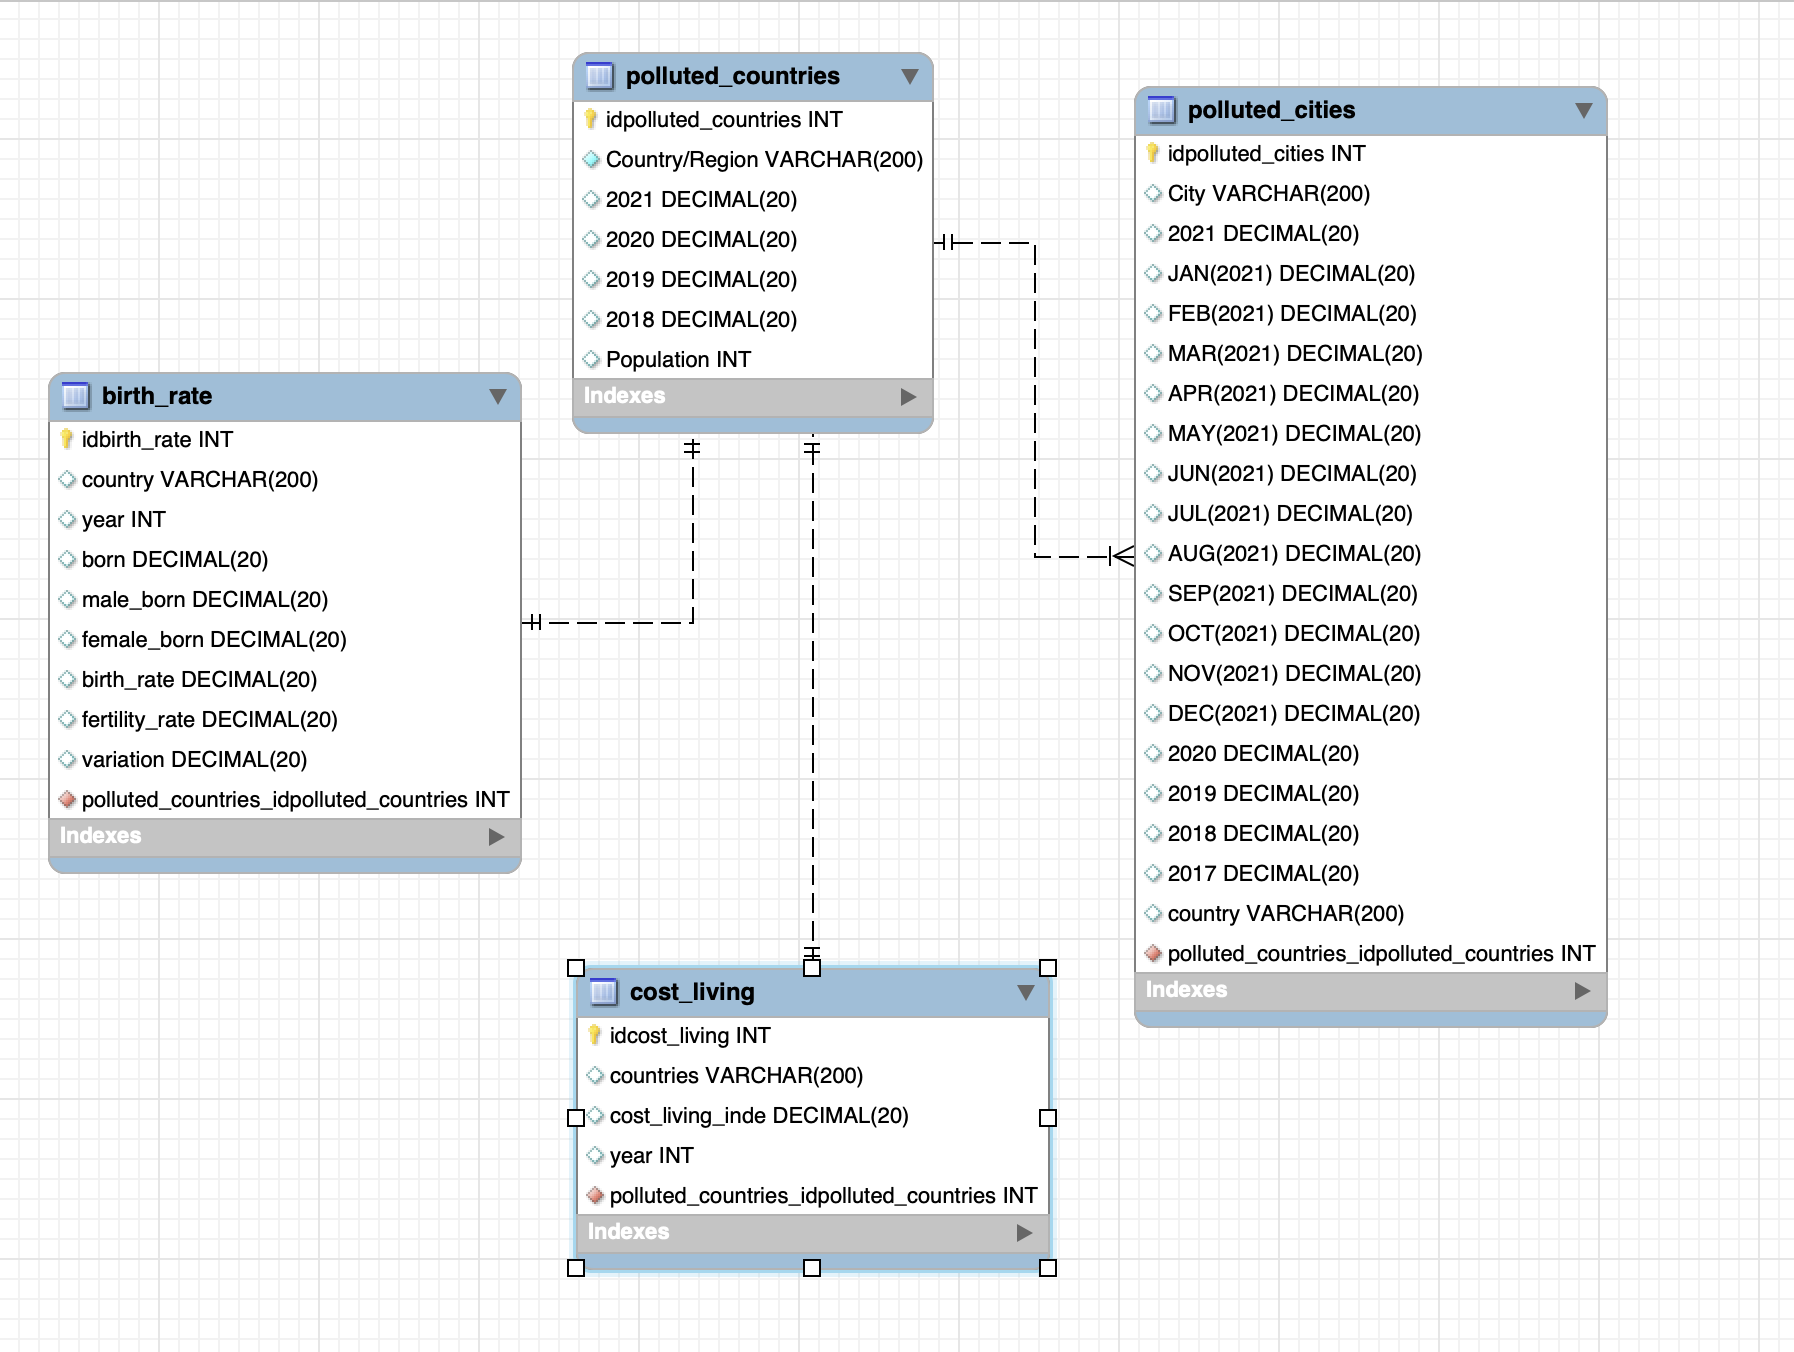 polluted_countries
idpolluted_countries INT
Country/Region VARCHAR(200)
2021 DECIMAL(20)
2020 DECIMAL(20)
2019 DECIMAL(20)
2018 DECIMAL(20)
Population INT
Indexes
polluted_cities
idpolluted_cities INT
City VARCHAR(200)
2021 DECIMAL(20)
JAN(2021) DECIMAL(20)
FEB(2021) DECIMAL(20)
MAR(2021) DECIMAL(20)
APR(2021) DECIMAL(20)
MAY(2021) DECIMAL(20)
JUN(2021) DECIMAL(20)
JUL(2021) DECIMAL(20)
AUG(2021) DECIMAL(20)
SEP(2021) DECIMAL(20)
OCT(2021) DECIMAL(20)
NOV(2021) DECIMAL(20)
DEC(2021) DECIMAL(20)
2020 DECIMAL(20)
2019 DECIMAL(20)
2018 DECIMAL(20)
2017 DECIMAL(20)
country VARCHAR(200)
polluted_countries_idpolluted_countries INT
Indexes
birth_rate
idbirth_rate INT
country VARCHAR(200)
year INT
born DECIMAL(20)
male_born DECIMAL(20)
female_born DECIMAL(20)
birth_rate DECIMAL(20)
fertility_rate DECIMAL(20)
variation DECIMAL(20)
polluted_countries_idpolluted_countries INT
Indexes
cost_living
idcost_living INT
countries VARCHAR(200)
cost_living_inde DECIMAL(20)
year INT
polluted_countries_idpolluted_countries INT
Indexes